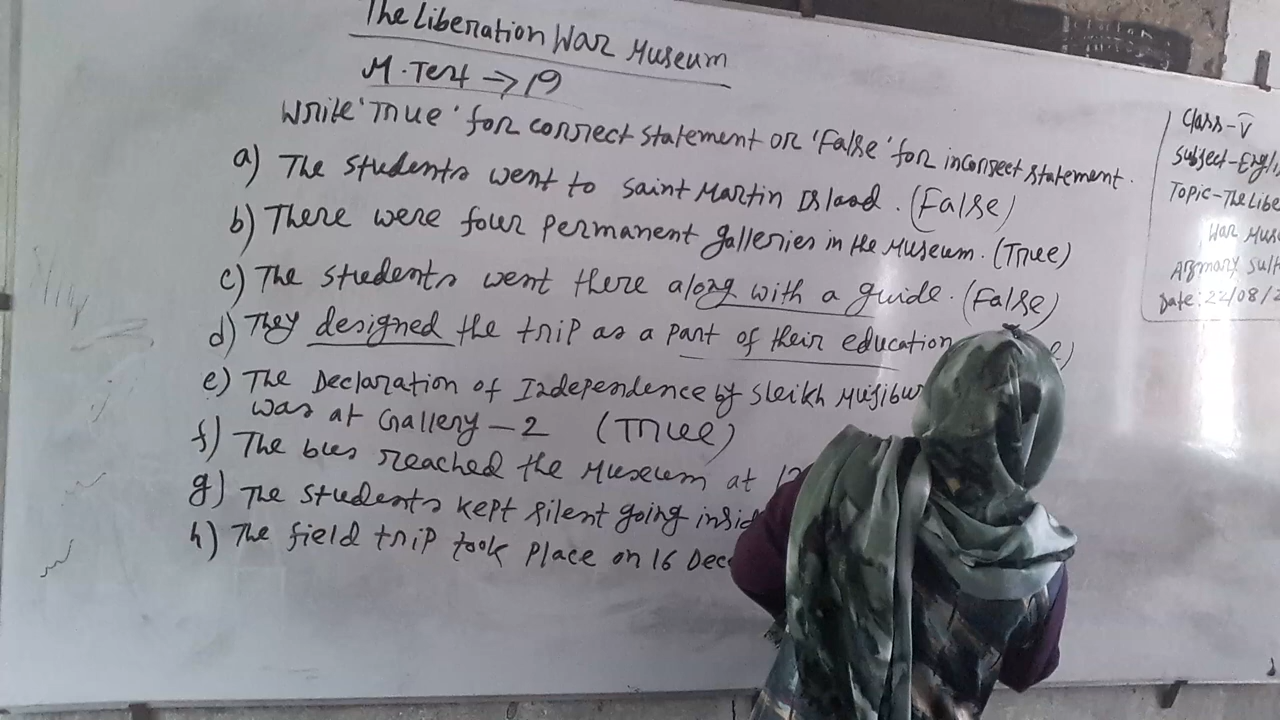 The Liberation War Museum
M. Test → 19
Write 'True' for correct statement or 'False' for incorrect statement.
a) The students went to Saint Martin Island. (False)
b) There were four permanent galleries in the Museum. (True)
c) The students went there along with a guide. (False)
d) They designed the trip as a part of their education
e) The Declaration of Independence by Sheikh Mujibur
was at Gallery - 2 (True)
f) The bus reached the Museum at
g) The students kept silent going insid
h) The field trip took place on 16 Dec
Class - V
Subject - Engli
Topic - The Libe
War Mus
Date: 22/08/2